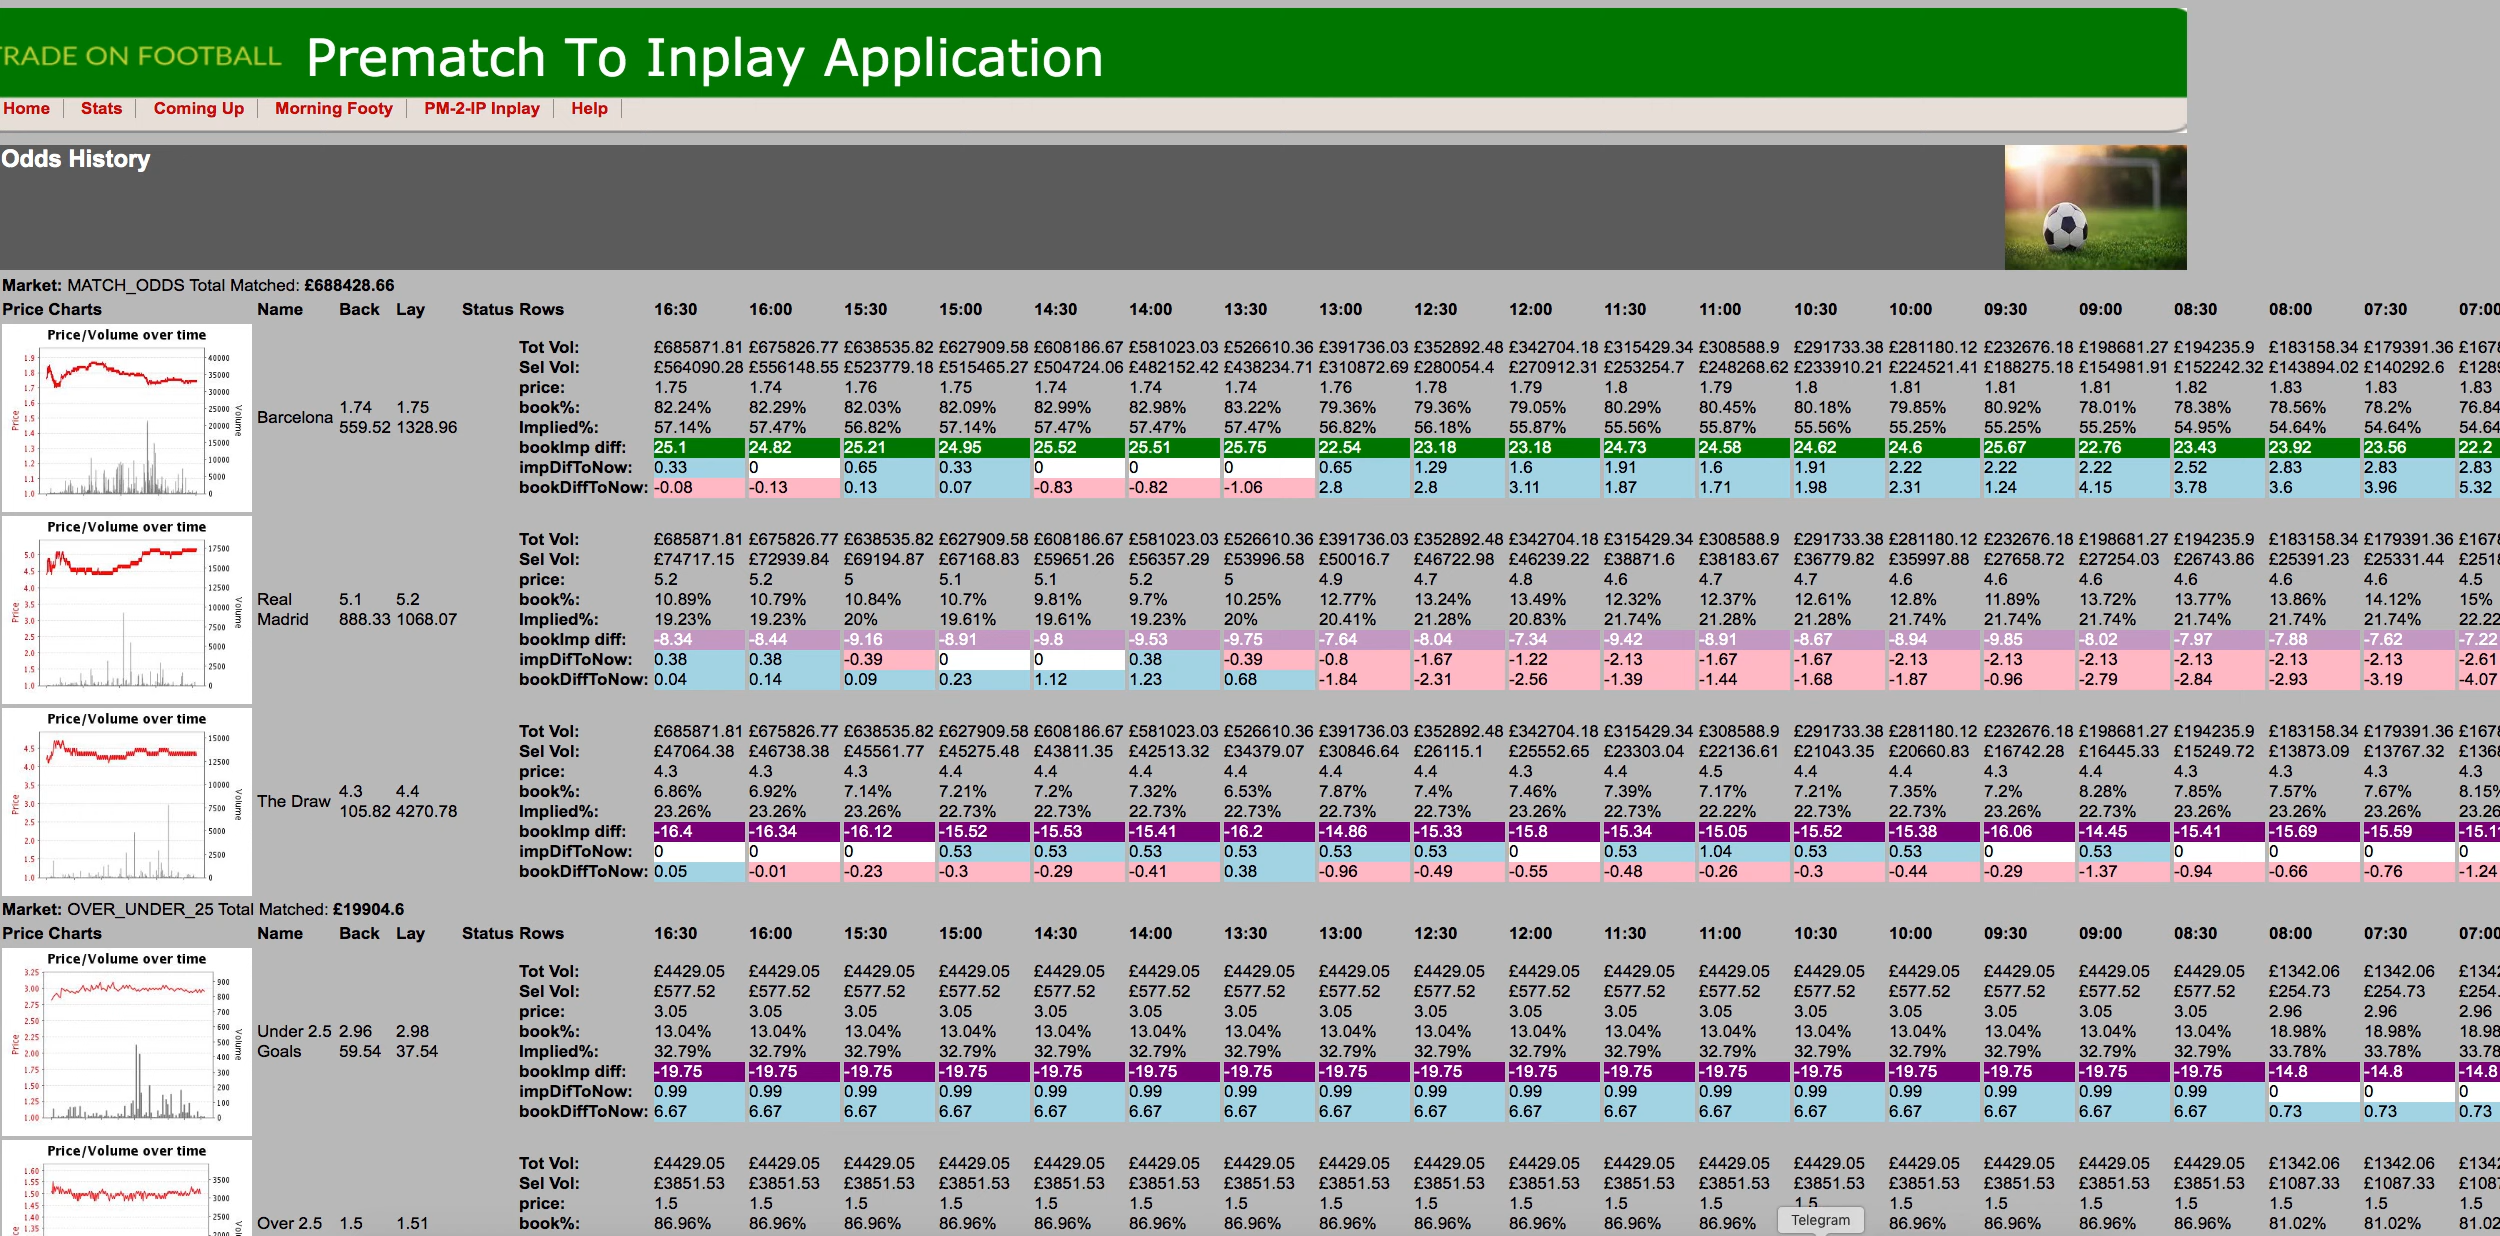 TRADE ON FOOTBALL Prematch To Inplay Application
Home Stats Coming Up Morning Footy PM-2-IP Inplay Help
Odds History
Market: MATCH_ODDS Total Matched: £688428.66
Price Charts Name Back Lay Status Rows 16:30 16:00 15:30 15:00 14:30 14:00 13:30 13:00 12:30 12:00 11:30 11:00 10:30 10:00 09:30 09:00 08:30 08:00 07:30 07:00
Price/Volume over time
Barcelona 1.74 1.75
559.52 1328.96
Tot Vol: £685871.81 £675826.77 £638535.82 £627909.58 £608186.67 £581023.03 £526610.36 £391736.03 £352892.48 £342704.18 £315429.34 £308588.9 £291733.38 £281180.12 £232676.18 £198681.27 £194235.9 £183158.34 £179391.36 £1678
Sel Vol: £564090.28 £556148.55 £523779.18 £515465.27 £504724.06 £482152.42 £438234.71 £310872.69 £280054.4 £270912.31 £253254.7 £248268.62 £233910.21 £224521.41 £188275.18 £154981.91 £152242.32 £143894.02 £140292.6 £1289
price: 1.75 1.74 1.76 1.75 1.74 1.74 1.74 1.76 1.78 1.79 1.8 1.79 1.8 1.81 1.81 1.81 1.82 1.83 1.83 1.83
book%: 82.24% 82.29% 82.03% 82.09% 82.99% 82.98% 83.22% 79.36% 79.36% 79.05% 80.29% 80.45% 80.18% 79.85% 80.92% 78.01% 78.38% 78.56% 78.2% 76.84
Implied%: 57.14% 57.47% 56.82% 57.14% 57.47% 57.47% 57.47% 56.82% 56.18% 55.87% 55.56% 55.87% 55.56% 55.25% 55.25% 55.25% 54.95% 54.64% 54.64% 54.64
bookImp diff: 25.1 24.82 25.21 24.95 25.52 25.51 25.75 22.54 23.18 23.18 24.73 24.58 24.62 24.6 25.67 22.76 23.43 23.92 23.56 22.2
impDifToNow: 0.33 0 0.65 0.33 0 0 0 0.65 1.29 1.6 1.91 1.6 1.91 2.22 2.22 2.22 2.52 2.83 2.83 2.83
bookDiffToNow: -0.08 -0.13 0.13 0.07 -0.83 -0.82 -1.06 2.8 2.8 3.11 1.87 1.71 1.98 2.31 1.24 4.15 3.78 3.6 3.96 5.32
Price/Volume over time
Real Madrid 5.1 5.2
888.33 1068.07
Tot Vol: £685871.81 £675826.77 £638535.82 £627909.58 £608186.67 £581023.03 £526610.36 £391736.03 £352892.48 £342704.18 £315429.34 £308588.9 £291733.38 £281180.12 £232676.18 £198681.27 £194235.9 £183158.34 £179391.36 £1678
Sel Vol: £74717.15 £72939.84 £69194.87 £67168.83 £59651.26 £56357.29 £53996.58 £50016.7 £46722.98 £46239.22 £38871.6 £38183.67 £36779.82 £35997.88 £27658.72 £27254.03 £26743.86 £25391.23 £25331.44 £2518
price: 5.2 5.2 5 5.1 5.1 5.2 5 4.9 4.7 4.8 4.6 4.7 4.7 4.6 4.6 4.6 4.6 4.6 4.6 4.5
book%: 10.89% 10.79% 10.84% 10.7% 9.81% 9.7% 10.25% 12.77% 13.24% 13.49% 12.32% 12.37% 12.61% 12.8% 11.89% 13.72% 13.77% 13.86% 14.12% 15%
Implied%: 19.23% 19.23% 20% 19.61% 19.61% 19.23% 20% 20.41% 21.28% 20.83% 21.74% 21.28% 21.28% 21.74% 21.74% 21.74% 21.74% 21.74% 21.74% 22.22
bookImp diff: -8.34 -8.44 -9.16 -8.91 -9.8 -9.53 -9.75 -7.64 -8.04 -7.34 -9.42 -8.91 -8.67 -8.94 -9.85 -8.02 -7.97 -7.88 -7.62 -7.22
impDifToNow: 0.38 0.38 -0.39 0 0 0.38 -0.39 -0.8 -1.67 -1.22 -2.13 -1.67 -1.67 -2.13 -2.13 -2.13 -2.13 -2.13 -2.13 -2.61
bookDiffToNow: 0.04 0.14 0.09 0.23 1.12 1.23 0.68 -1.84 -2.31 -2.56 -1.39 -1.44 -1.68 -1.87 -0.96 -2.79 -2.84 -2.93 -3.19 -4.07
Price/Volume over time
The Draw 4.3 4.4
105.82 4270.78
Tot Vol: £685871.81 £675826.77 £638535.82 £627909.58 £608186.67 £581023.03 £526610.36 £391736.03 £352892.48 £342704.18 £315429.34 £308588.9 £291733.38 £281180.12 £232676.18 £198681.27 £194235.9 £183158.34 £179391.36 £1678
Sel Vol: £47064.38 £46738.38 £45561.77 £45275.48 £43811.35 £42513.32 £34379.07 £30846.64 £26115.1 £25552.65 £23303.04 £22136.61 £21043.35 £20660.83 £16742.28 £16445.33 £15249.72 £13873.09 £13767.32 £1368
price: 4.3 4.3 4.3 4.4 4.4 4.4 4.4 4.4 4.4 4.3 4.4 4.5 4.4 4.4 4.3 4.4 4.3 4.3 4.3 4.3
book%: 6.86% 6.92% 7.14% 7.21% 7.2% 7.32% 6.53% 7.87% 7.4% 7.46% 7.39% 7.17% 7.21% 7.35% 7.2% 8.28% 7.85% 7.57% 7.67% 8.15%
Implied%: 23.26% 23.26% 23.26% 22.73% 22.73% 22.73% 22.73% 22.73% 22.73% 23.26% 22.73% 22.22% 22.73% 22.73% 23.26% 22.73% 23.26% 23.26% 23.26% 23.26
bookImp diff: -16.4 -16.34 -16.12 -15.52 -15.53 -15.41 -16.2 -14.86 -15.33 -15.8 -15.34 -15.05 -15.52 -15.38 -16.06 -14.45 -15.41 -15.69 -15.59 -15.11
impDifToNow: 0 0 0 0.53 0.53 0.53 0.53 0.53 0.53 0 0.53 1.04 0.53 0.53 0 0.53 0 0 0 0
bookDiffToNow: 0.05 -0.01 -0.23 -0.3 -0.29 -0.41 0.38 -0.96 -0.49 -0.55 -0.48 -0.26 -0.3 -0.44 -0.29 -1.37 -0.94 -0.66 -0.76 -1.24
Market: OVER_UNDER_25 Total Matched: £19904.6
Price Charts Name Back Lay Status Rows 16:30 16:00 15:30 15:00 14:30 14:00 13:30 13:00 12:30 12:00 11:30 11:00 10:30 10:00 09:30 09:00 08:30 08:00 07:30 07:00
Price/Volume over time
Under 2.5 Goals 2.96 2.98
59.54 37.54
Tot Vol: £4429.05 £4429.05 £4429.05 £4429.05 £4429.05 £4429.05 £4429.05 £4429.05 £4429.05 £4429.05 £4429.05 £4429.05 £4429.05 £4429.05 £4429.05 £4429.05 £4429.05 £1342.06 £1342.06 £1342
Sel Vol: £577.52 £577.52 £577.52 £577.52 £577.52 £577.52 £577.52 £577.52 £577.52 £577.52 £577.52 £577.52 £577.52 £577.52 £577.52 £577.52 £577.52 £254.73 £254.73 £254.
price: 3.05 3.05 3.05 3.05 3.05 3.05 3.05 3.05 3.05 3.05 3.05 3.05 3.05 3.05 3.05 3.05 3.05 2.96 2.96 2.96
book%: 13.04% 13.04% 13.04% 13.04% 13.04% 13.04% 13.04% 13.04% 13.04% 13.04% 13.04% 13.04% 13.04% 13.04% 13.04% 13.04% 13.04% 18.98% 18.98% 18.98
Implied%: 32.79% 32.79% 32.79% 32.79% 32.79% 32.79% 32.79% 32.79% 32.79% 32.79% 32.79% 32.79% 32.79% 32.79% 32.79% 32.79% 32.79% 33.78% 33.78% 33.78
bookImp diff: -19.75 -19.75 -19.75 -19.75 -19.75 -19.75 -19.75 -19.75 -19.75 -19.75 -19.75 -19.75 -19.75 -19.75 -19.75 -19.75 -19.75 -14.8 -14.8 -14.8
impDifToNow: 0.99 0.99 0.99 0.99 0.99 0.99 0.99 0.99 0.99 0.99 0.99 0.99 0.99 0.99 0.99 0.99 0.99 0 0 0
bookDiffToNow: 6.67 6.67 6.67 6.67 6.67 6.67 6.67 6.67 6.67 6.67 6.67 6.67 6.67 6.67 6.67 6.67 6.67 0.73 0.73 0.73
Price/Volume over time
Tot Vol: £4429.05 £4429.05 £4429.05 £4429.05 £4429.05 £4429.05 £4429.05 £4429.05 £4429.05 £4429.05 £4429.05 £4429.05 £4429.05 £4429.05 £4429.05 £4429.05 £4429.05 £1342.06 £1342.06 £1342
Sel Vol: £3851.53 £3851.53 £3851.53 £3851.53 £3851.53 £3851.53 £3851.53 £3851.53 £3851.53 £3851.53 £3851.53 £3851.53 £3851.53 £3851.53 £3851.53 £3851.53 £3851.53 £1087.33 £1087.33 £1087
price: 1.5 1.5 1.5 1.5 1.5 1.5 1.5 1.5 1.5 1.5 1.5 1.5 1.5 1.5 1.5 1.5 1.5 1.5 1.5 1.5
Over 2.5 1.5 1.51 book%: 86.96% 86.96% 86.96% 86.96% 86.96% 86.96% 86.96% 86.96% 86.96% 86.96% 86.96% 86.96% 86.96% 86.96% 86.96% 86.96% 81.02% 81.02% 81.02
Telegram